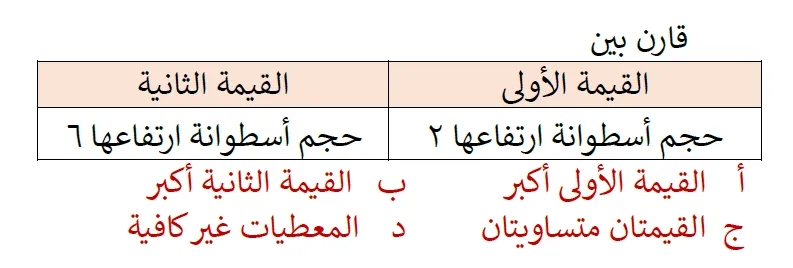 قارن بين
القيمة الأولى القيمة الثانية
حجم أسطوانة ارتفاعها ٢ حجم أسطوانة ارتفاعها ٦
أ القيمة الأولى أكبر ب القيمة الثانية أكبر
ج القيمتان متساويتان د المعطيات غير كافية